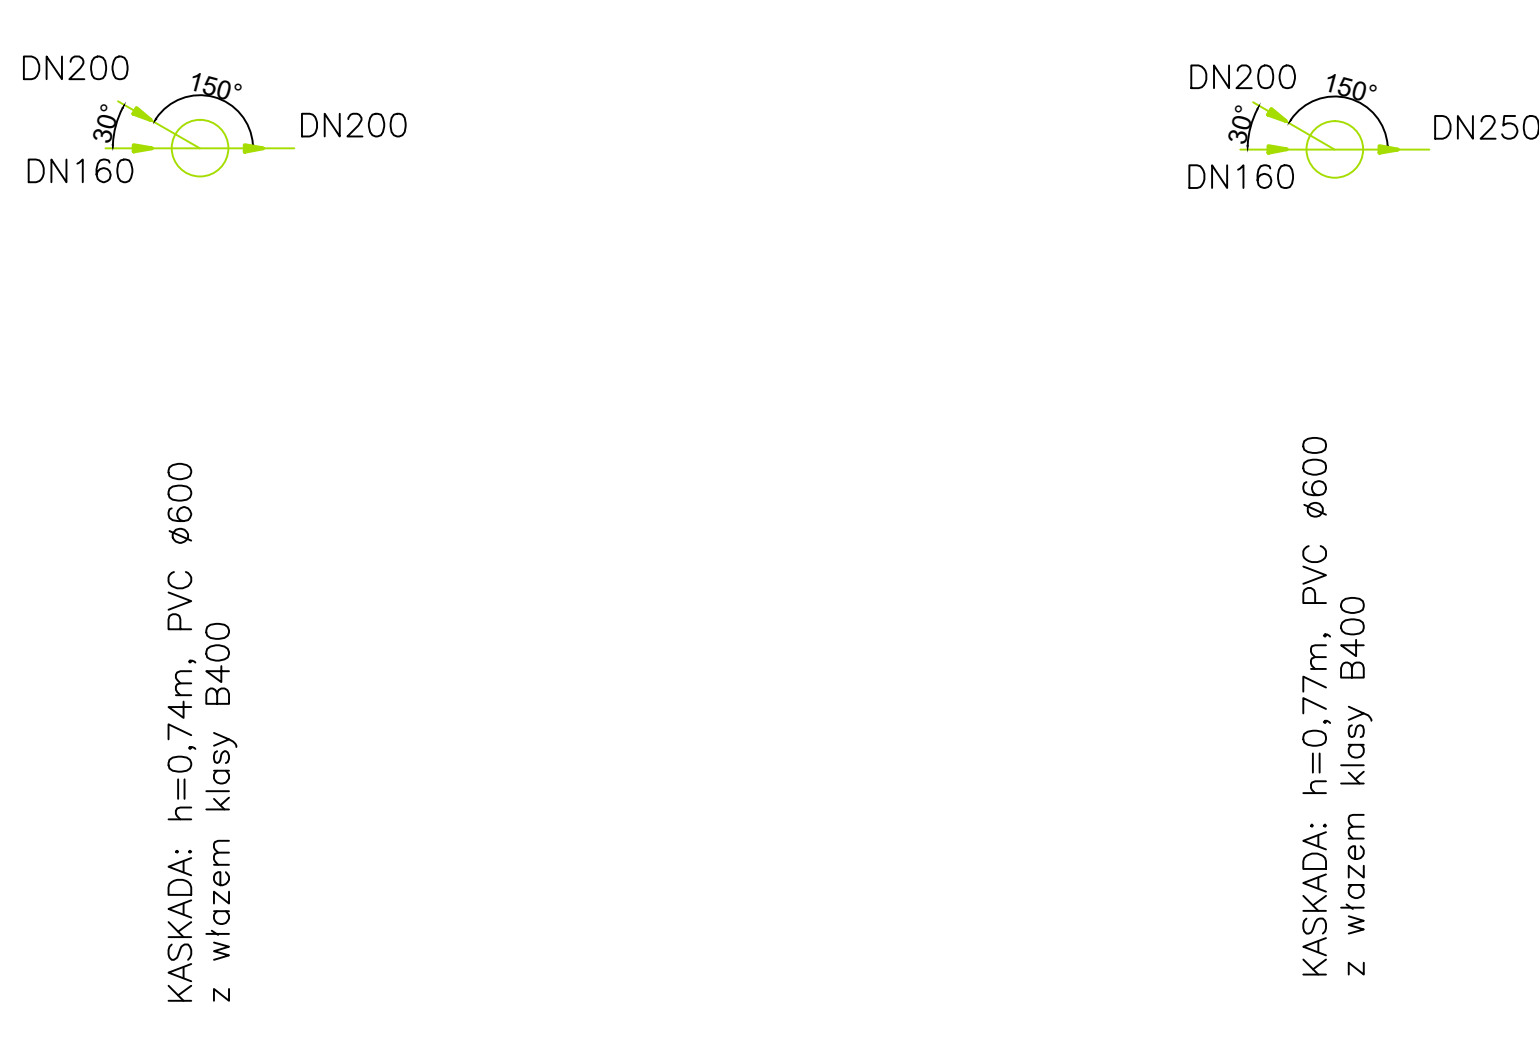 DN200
150°
30°
DN200
DN160
KASKADA: h=0,74m, PVC ø600
z włazem klasy B400
DN200
150°
30°
DN250
DN160
KASKADA: h=0,77m, PVC ø600
z włazem klasy B400